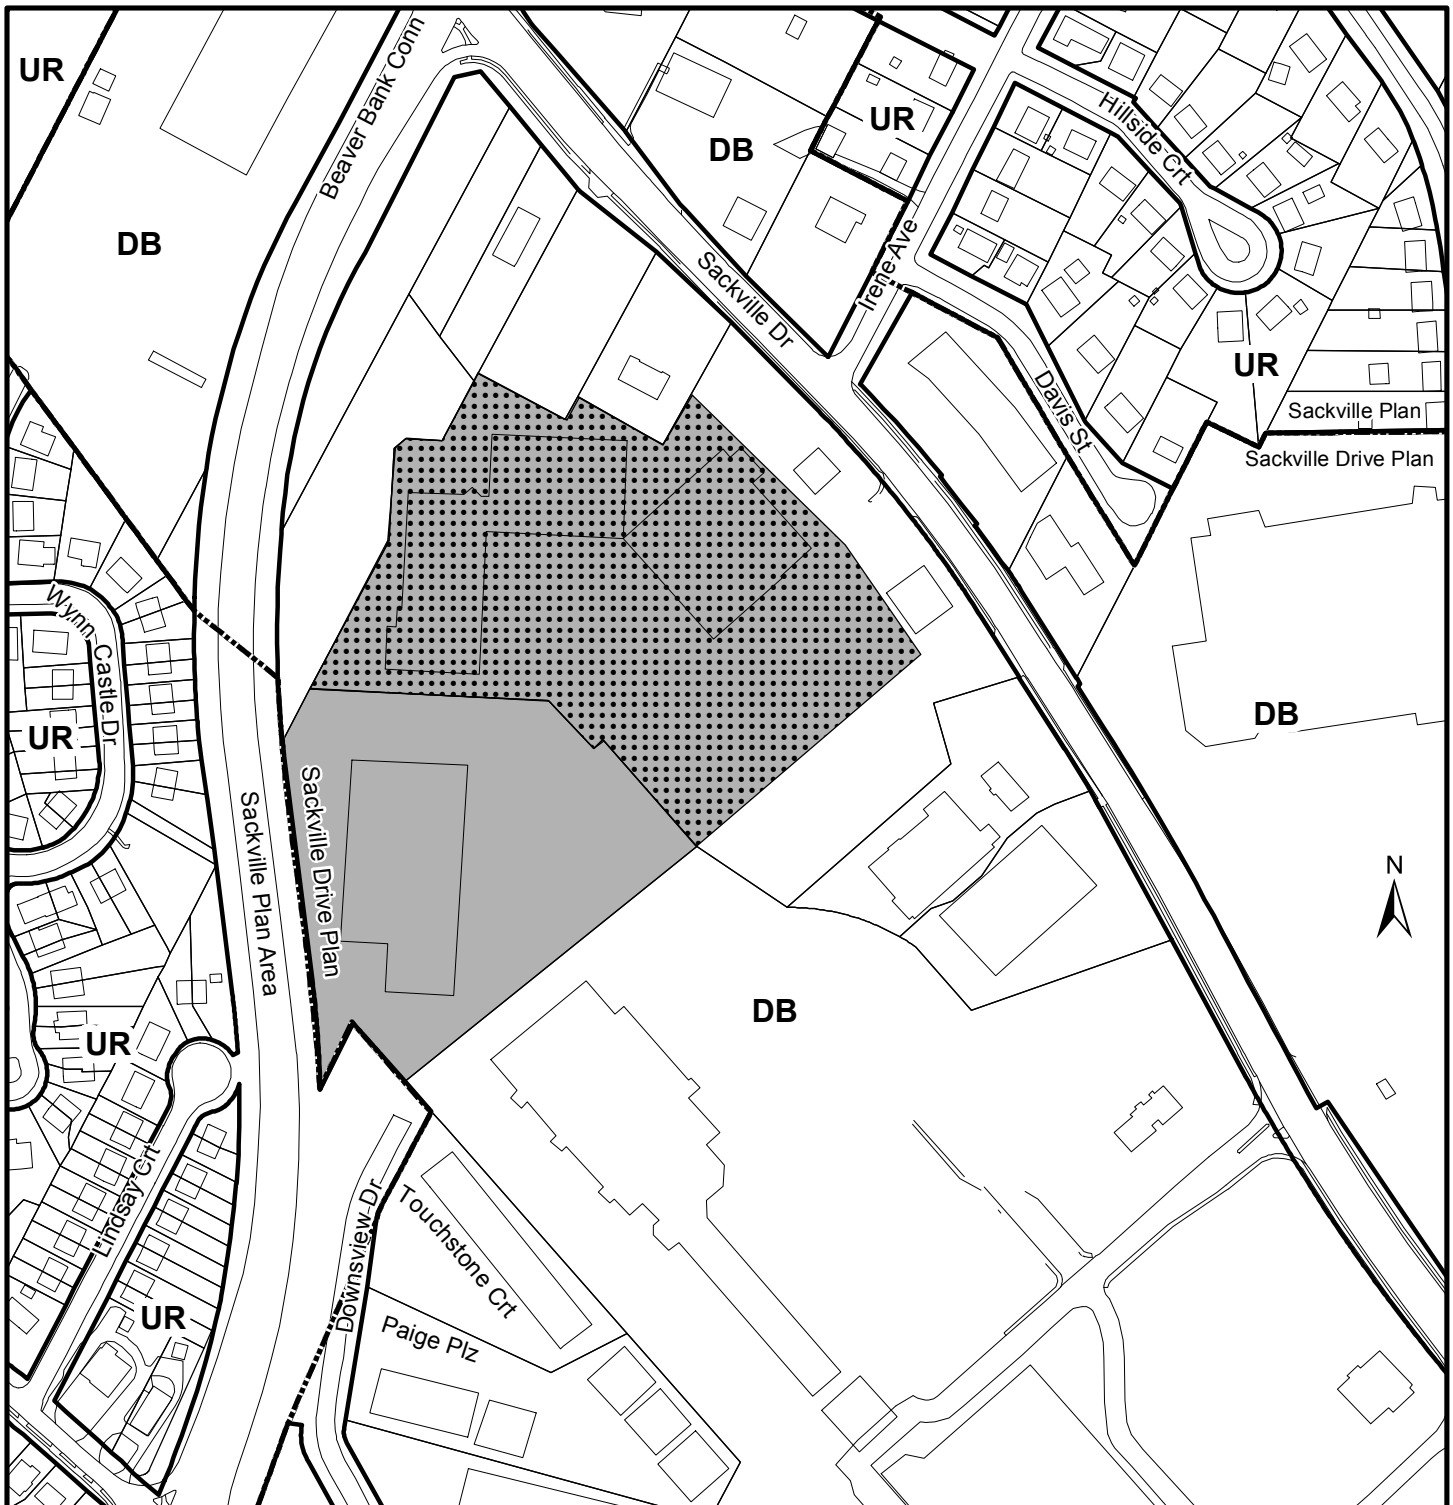 UR
Beaver Bank Conn
DB
UR
Hillside Crt
DB
Irene Ave
Sackville Dr
UR
Davis St
Sackville Plan
Sackville Drive Plan
Wynn-Castle-Dr
UR
DB
Sackville Plan Area
Sackville Drive Plan
N
DB
UR
Lindsay-Crt
Touchstone Crt
Downsview-Dr
UR
Paige Plz